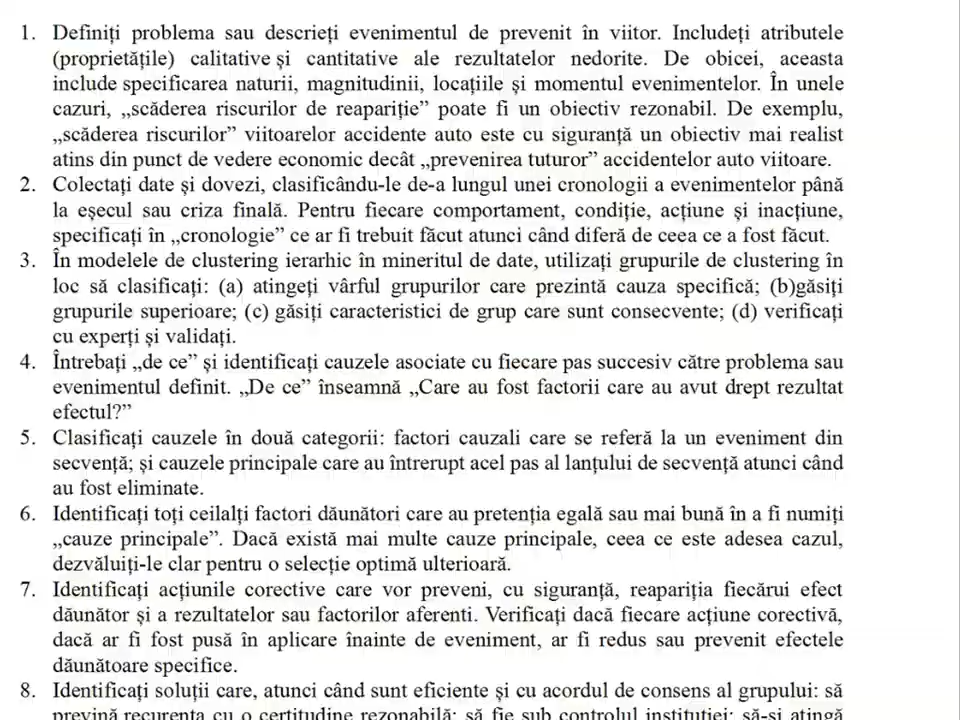 1. Definiți problema sau descrieți evenimentul de prevenit în viitor. Includeți atributele
(proprietățile) calitative și cantitative ale rezultatelor nedorite. De obicei, aceasta
include specificarea naturii, magnitudinii, locațiile și momentul evenimentelor. În unele
cazuri, „scăderea riscurilor de reapariție” poate fi un obiectiv rezonabil. De exemplu,
„scăderea riscurilor” viitoarelor accidente auto este cu siguranță un obiectiv mai realist
atins din punct de vedere economic decât „prevenirea tuturor” accidentelor auto viitoare.
2. Colectați date și dovezi, clasificându-le de-a lungul unei cronologii a evenimentelor până
la eșecul sau criza finală. Pentru fiecare comportament, condiție, acțiune și inacțiune,
specificați în „cronologie” ce ar fi trebuit făcut atunci când diferă de ceea ce a fost făcut.
3. În modelele de clustering ierarhic în mineritul de date, utilizați grupurile de clustering în
loc să clasificați: (a) atingeți vârful grupurilor care prezintă cauza specifică; (b)găsiți
grupurile superioare; (c) găsiți caracteristici de grup care sunt consecvente; (d) verificați
cu experți și validați.
4. Întrebați „de ce” și identificați cauzele asociate cu fiecare pas succesiv către problema sau
evenimentul definit. „De ce” înseamnă „Care au fost factorii care au avut drept rezultat
efectul?”
5. Clasificați cauzele în două categorii: factori cauzali care se referă la un eveniment din
secvență; și cauzele principale care au întrerupt acel pas al lanțului de secvență atunci când
au fost eliminate.
6. Identificați toți ceilalți factori dăunători care au pretenția egală sau mai bună în a fi numiți
„cauze principale”. Dacă există mai multe cauze principale, ceea ce este adesea cazul,
dezvăluiți-le clar pentru o selecție optimă ulterioară.
7. Identificați acțiunile corective care vor preveni, cu siguranță, reapariția fiecărui efect
dăunător și a rezultatelor sau factorilor aferenti. Verificați dacă fiecare acțiune corectivă,
dacă ar fi fost pusă în aplicare înainte de eveniment, ar fi redus sau prevenit efectele
dăunătoare specifice.
8. Identificați soluții care, atunci când sunt eficiente și cu acordul de consens al grupului: să
prevină recurența cu o certitudine rezonabilă; să fie sub controlul instituției; să-și atingă